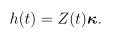 h(t) = Z(t)κ.